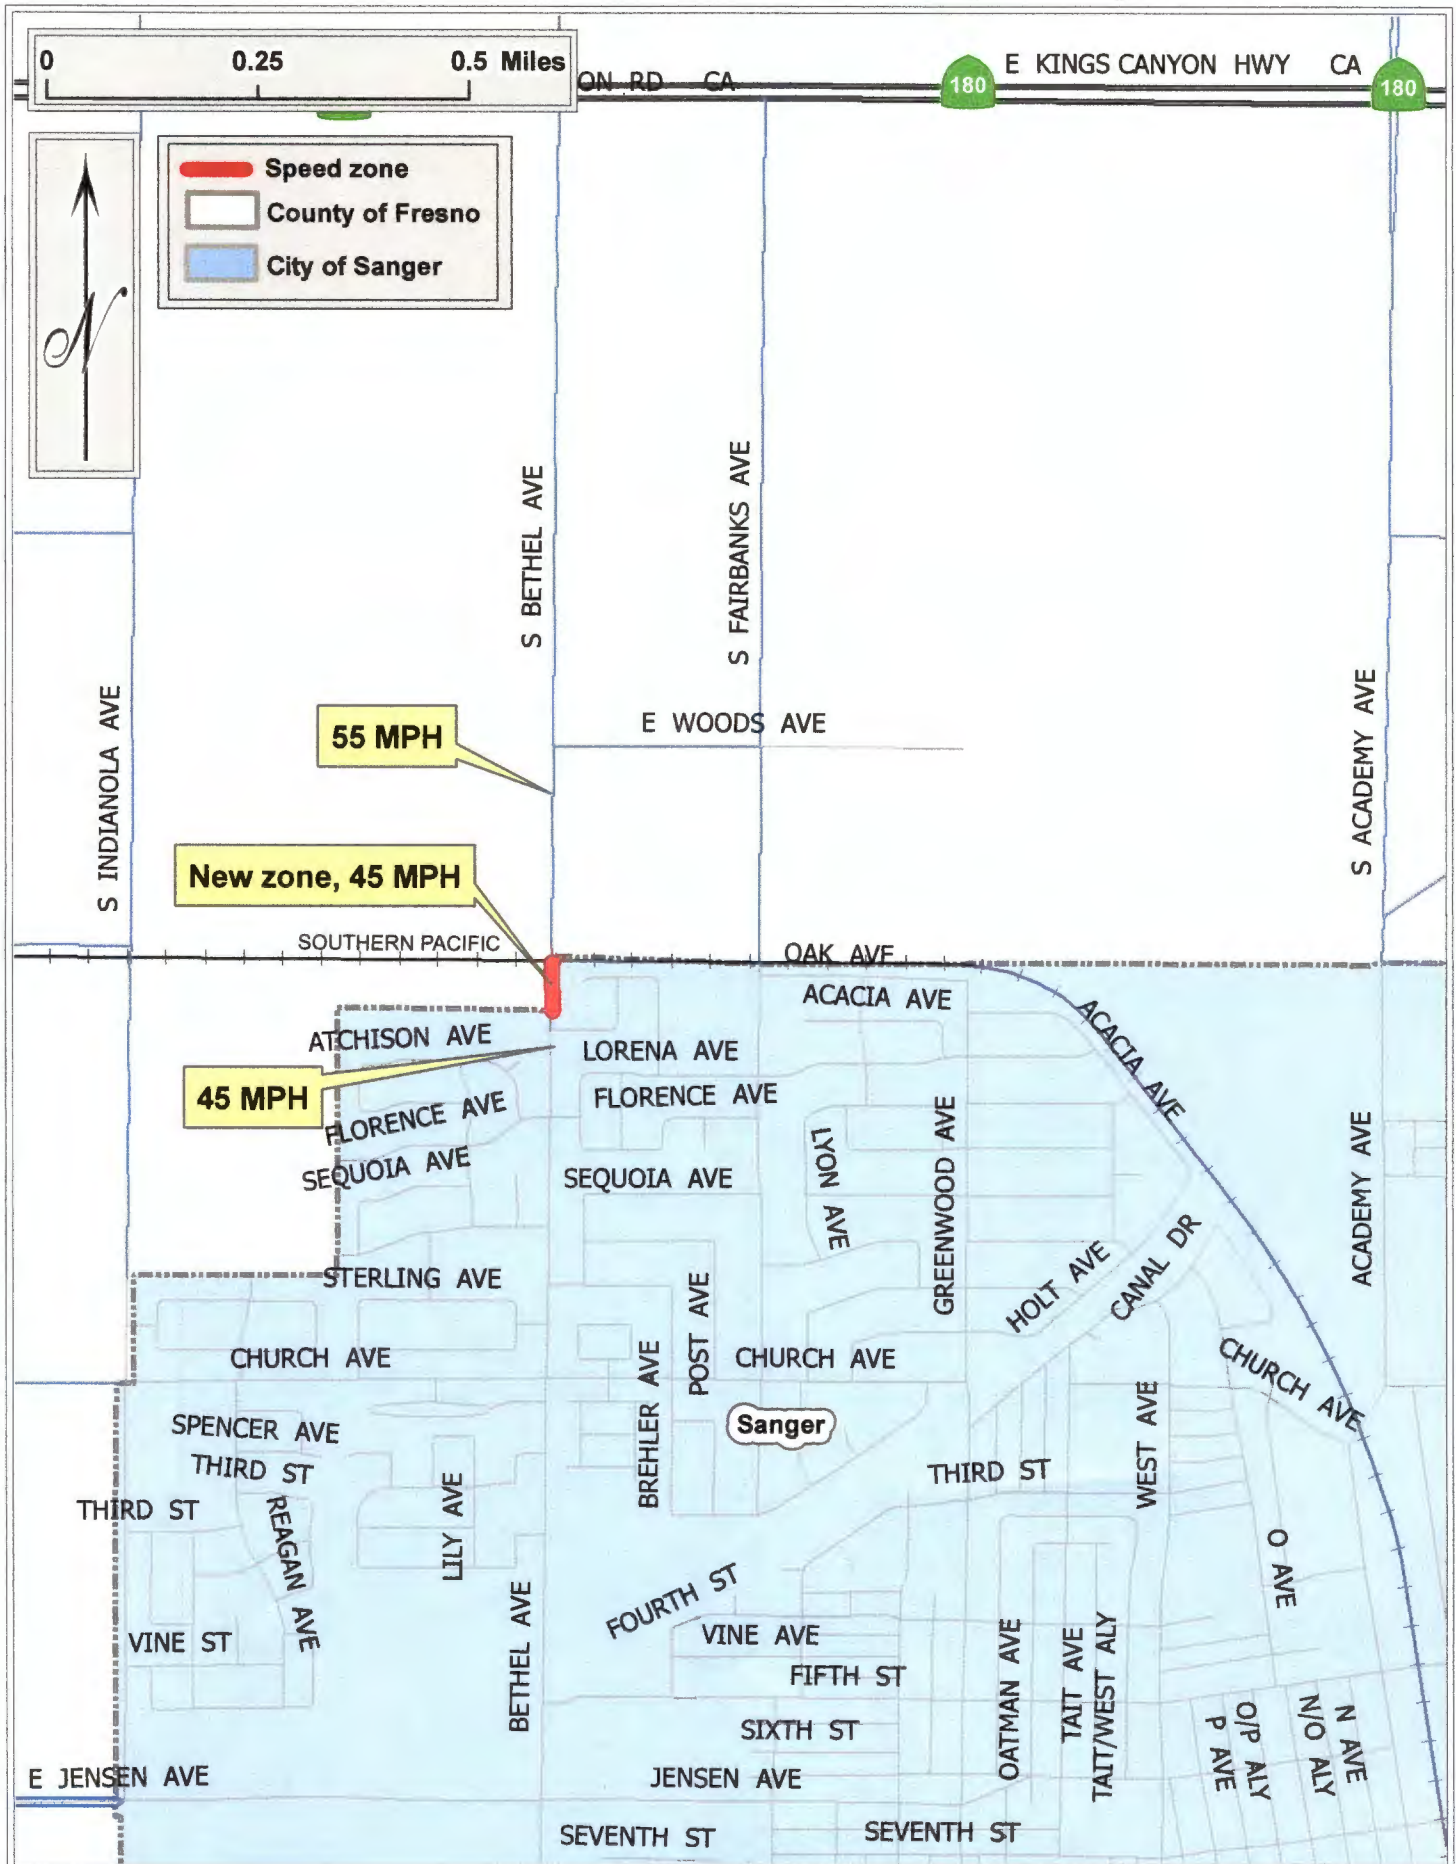 0 0.25 0.5 Miles
ON RD CA
180
E KINGS CANYON HWY CA
180
N
Speed zone
County of Fresno
City of Sanger
S BETHEL AVE
S FAIRBANKS AVE
S INDIANOLA AVE
S ACADEMY AVE
55 MPH
E WOODS AVE
New zone, 45 MPH
SOUTHERN PACIFIC
OAK AVE
ACACIA AVE
ACACIA AVE
ATCHISON AVE
LORENA AVE
45 MPH
FLORENCE AVE
FLORENCE AVE
SEQUOIA AVE
SEQUOIA AVE
LYON AVE
GREENWOOD AVE
ACADEMY AVE
STERLING AVE
POST AVE
HOLT AVE
CANAL DR
CHURCH AVE
CHURCH AVE
CHURCH AVE
BREHLER AVE
Sanger
WEST AVE
SPENCER AVE
THIRD ST
THIRD ST
THIRD ST
REAGAN AVE
LILY AVE
O AVE
FOURTH ST
BETHEL AVE
VINE ST
VINE AVE
FIFTH ST
OATMAN AVE
TAIT AVE
TAIT/WEST ALY
SIXTH ST
P AVE
O/P ALY
N/O ALY
N AVE
E JENSEN AVE
JENSEN AVE
SEVENTH ST
SEVENTH ST